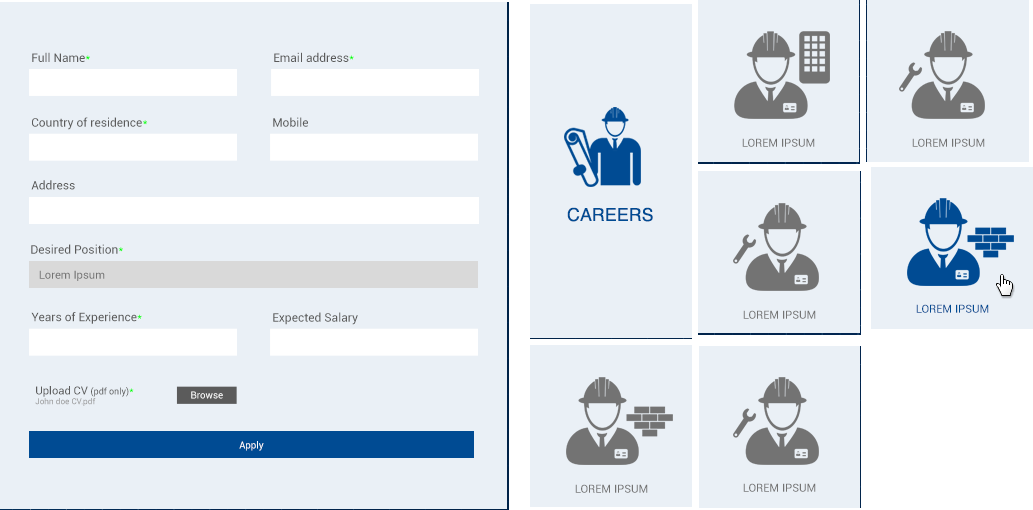 Full Name*
Email address*
Country of residence*
Mobile
Address
Desired Position*
Lorem Ipsum
Years of Experience*
Expected Salary
Upload CV (pdf only)*
John doe CV.pdf
Browse
Apply
CAREERS
LOREM IPSUM
LOREM IPSUM
LOREM IPSUM
LOREM IPSUM
LOREM IPSUM
LOREM IPSUM